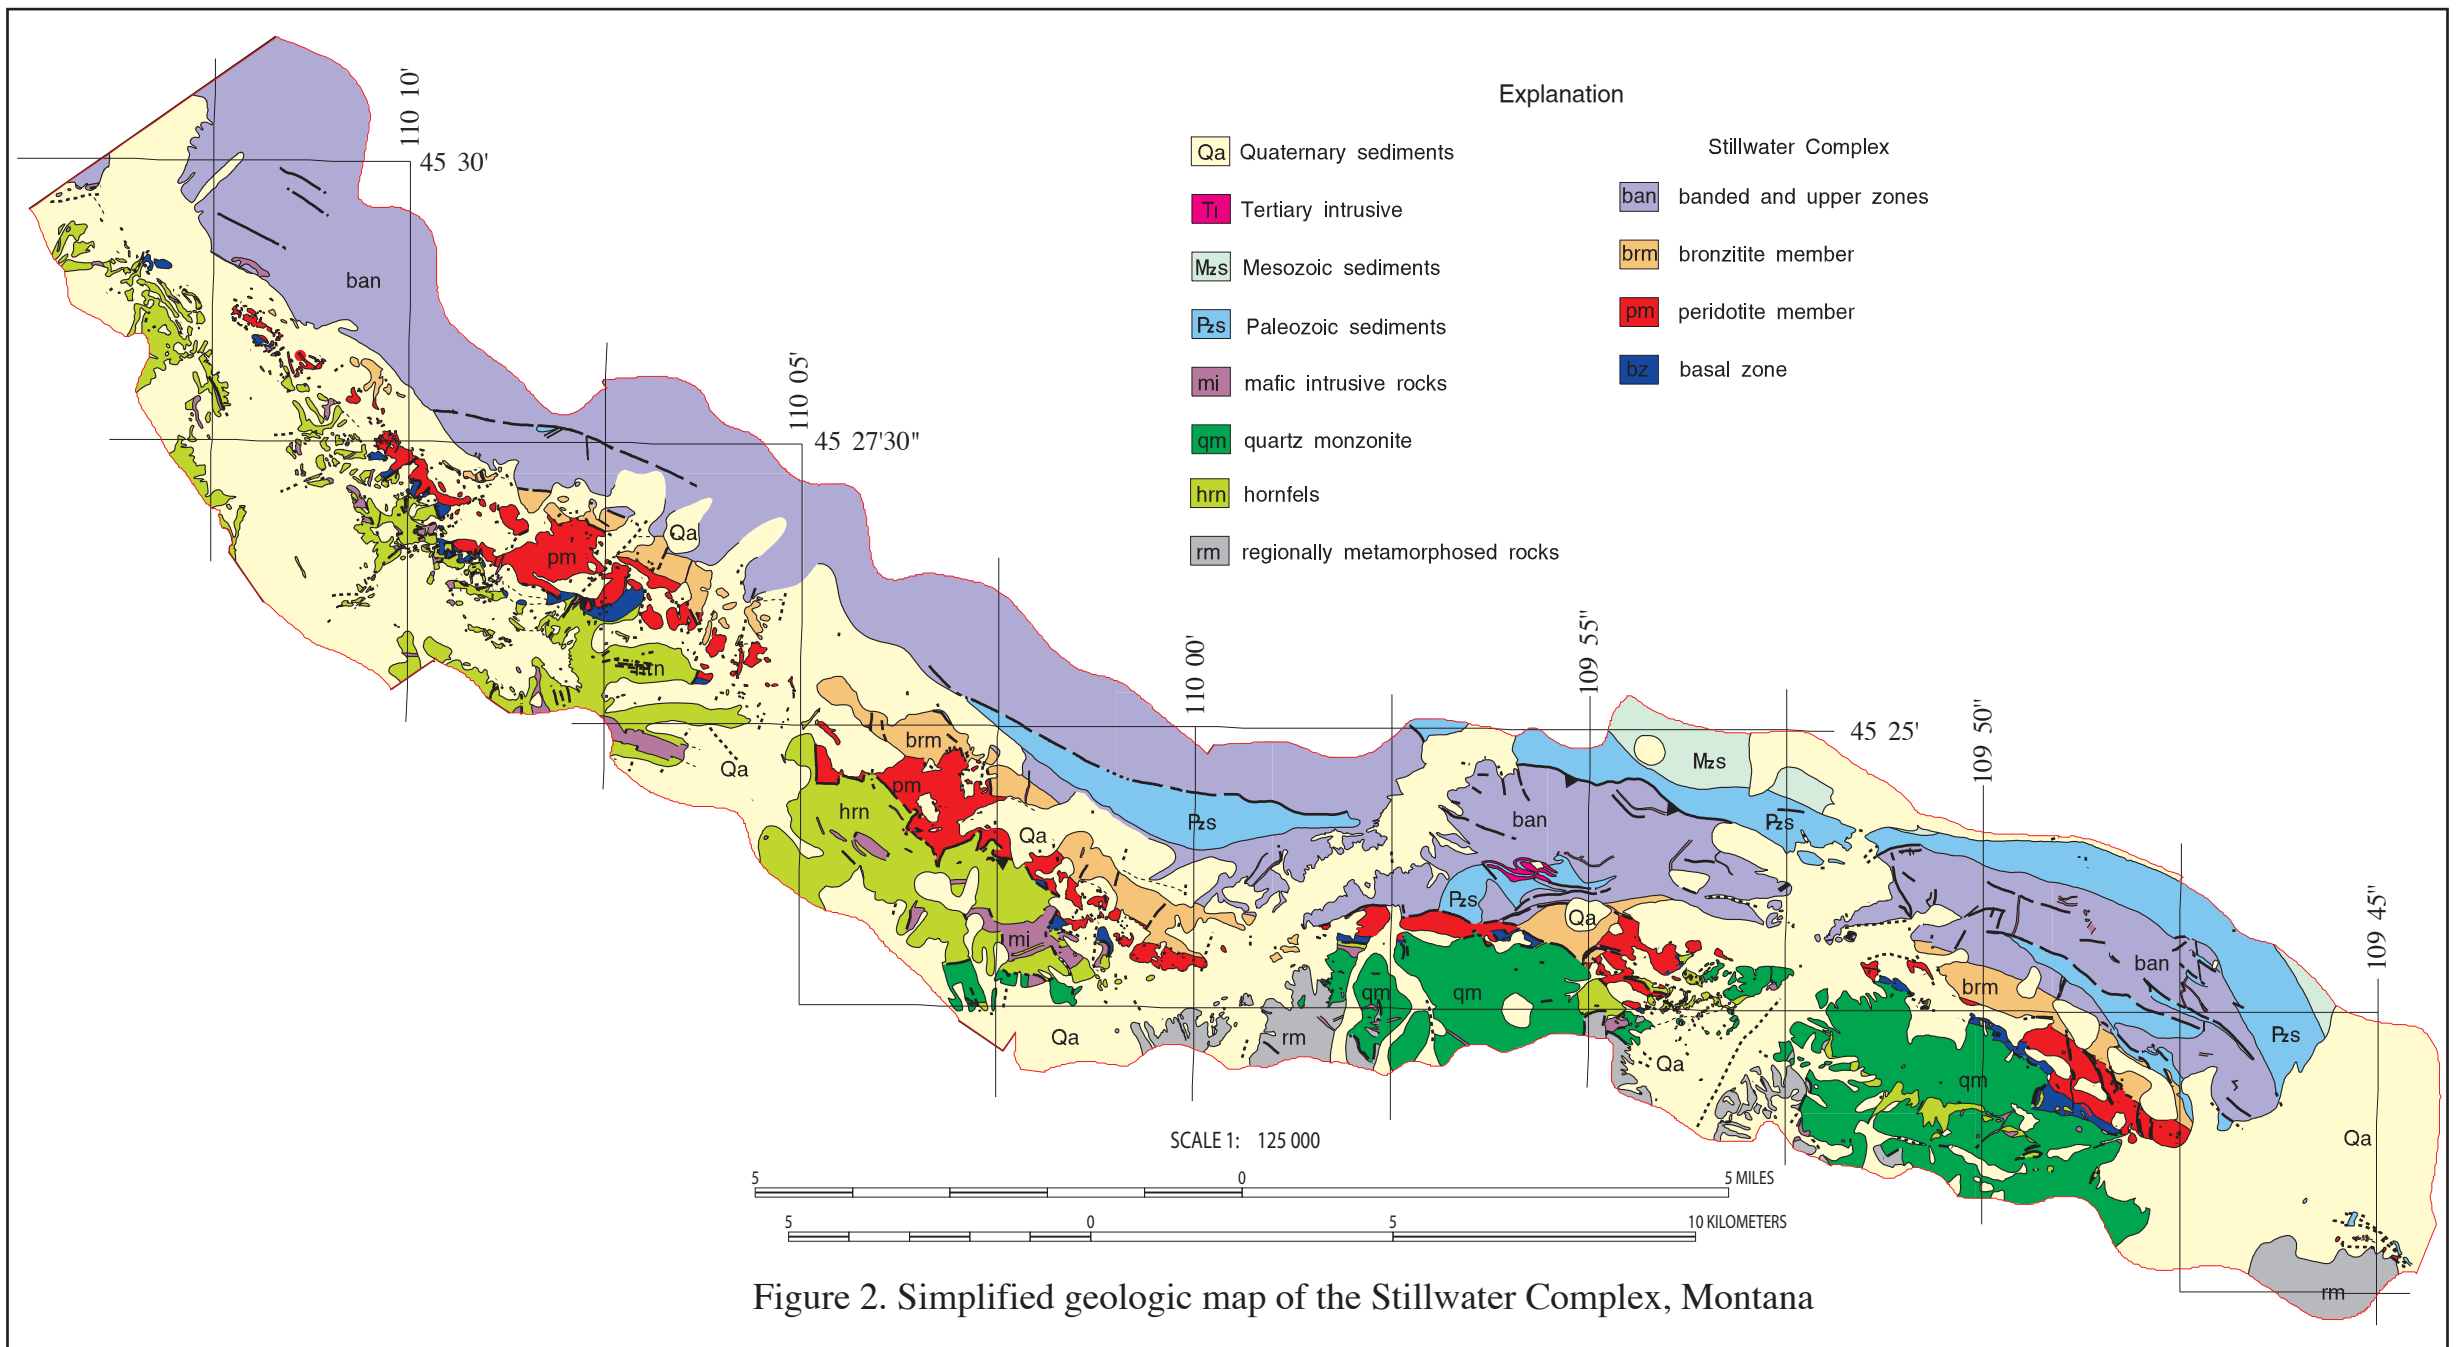 Explanation
Qa Quaternary sediments
Tı Tertiary intrusive
Mzs Mesozoic sediments
Pzs Paleozoic sediments
mi mafic intrusive rocks
qm quartz monzonite
hrn hornfels
rm regionally metamorphosed rocks
Stillwater Complex
ban banded and upper zones
brm bronzitite member
pm peridotite member
bz basal zone
110 10'
45 30'
ban
110 05'
45 27'30"
Qa
pm
hrn
Qa
110 00'
109 55"
45 25'
109 50"
109 45"
brm
pm
hrn
Qa
mi
Qa
Pzs
ban
Pzs
Mzs
Pzs
Qa
qm
qm
rm
Qa
brm
ban
qm
Pzs
Qa
rm
SCALE 1: 125 000
5 0 5 MILES
5 0 5 10 KILOMETERS
Figure 2. Simplified geologic map of the Stillwater Complex, Montana